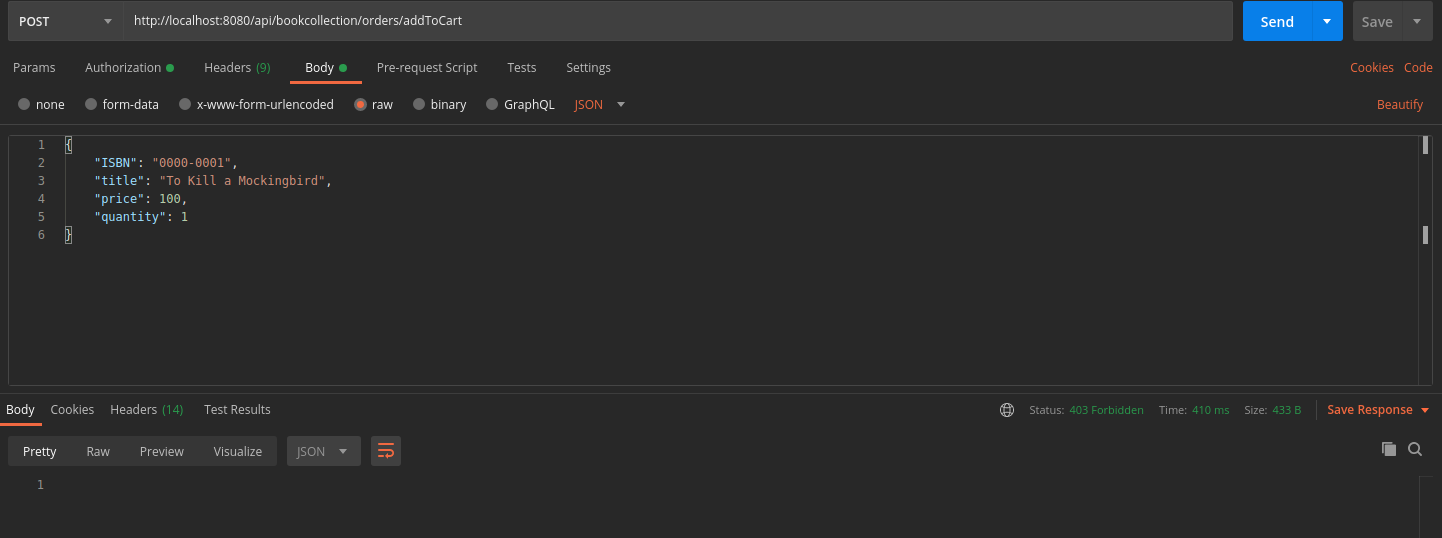 POST http://localhost:8080/api/bookcollection/orders/addToCart Send Save
Params Authorization Headers (9) Body Pre-request Script Tests Settings Cookies Code
none form-data x-www-form-urlencoded raw binary GraphQL JSON Beautify
1 {
2 "ISBN": "0000-0001",
3 "title": "To Kill a Mockingbird",
4 "price": 100,
5 "quantity": 1
6 }
Body Cookies Headers (14) Test Results Status: 403 Forbidden Time: 410 ms Size: 433 B Save Response
Pretty Raw Preview Visualize JSON
1